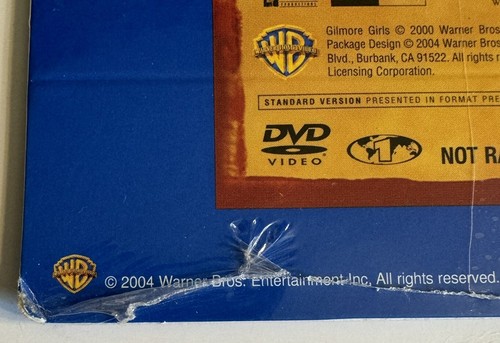 Gilmore Girls © 2000 Warner Bros
Package Design © 2004 Warner Bros
Blvd., Burbank, CA 91522. All rights r
Licensing Corporation.
STANDARD VERSION PRESENTED IN FORMAT PRE
DVD
VIDEO
1
NOT RA
WB
© 2004 Warner Bros. Entertainment Inc. All rights reserved.